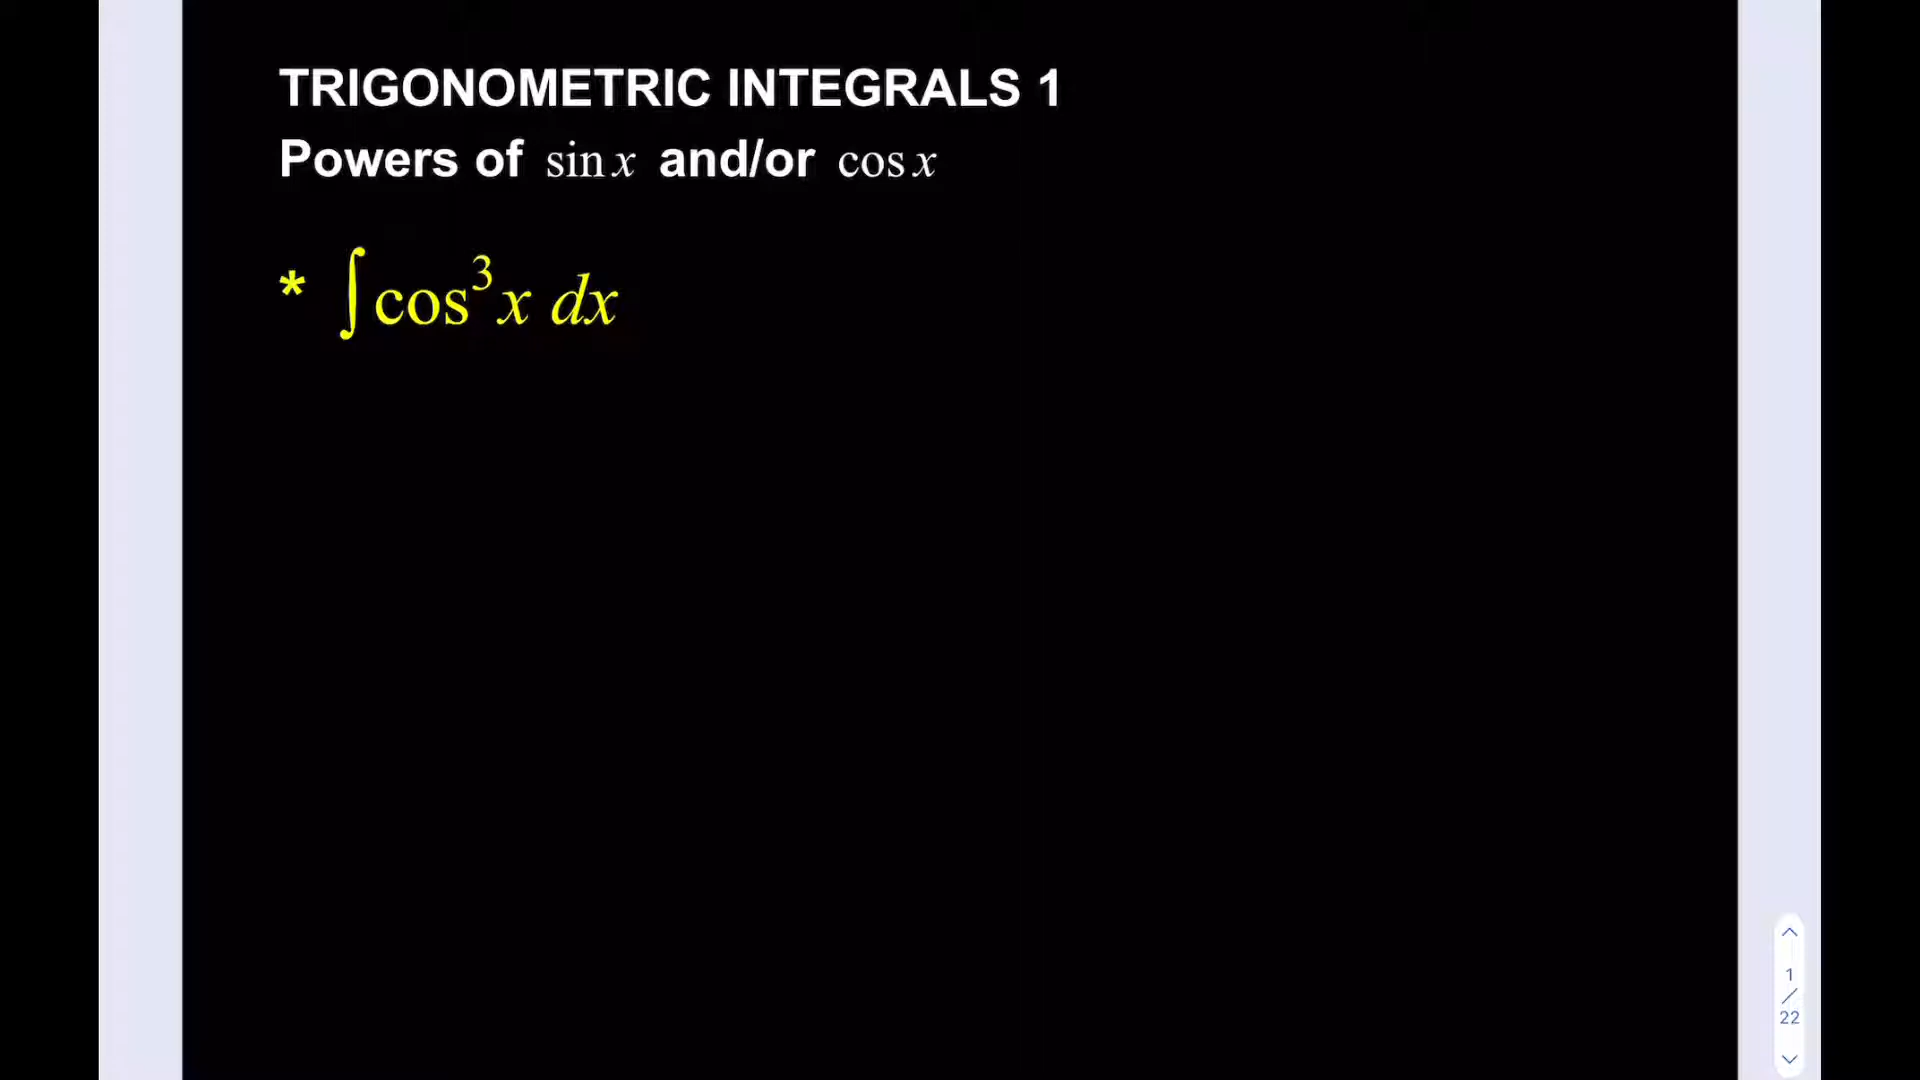 TRIGONOMETRIC INTEGRALS 1
Powers of sin x and/or cos x
* ∫cos³x dx
1
/
22